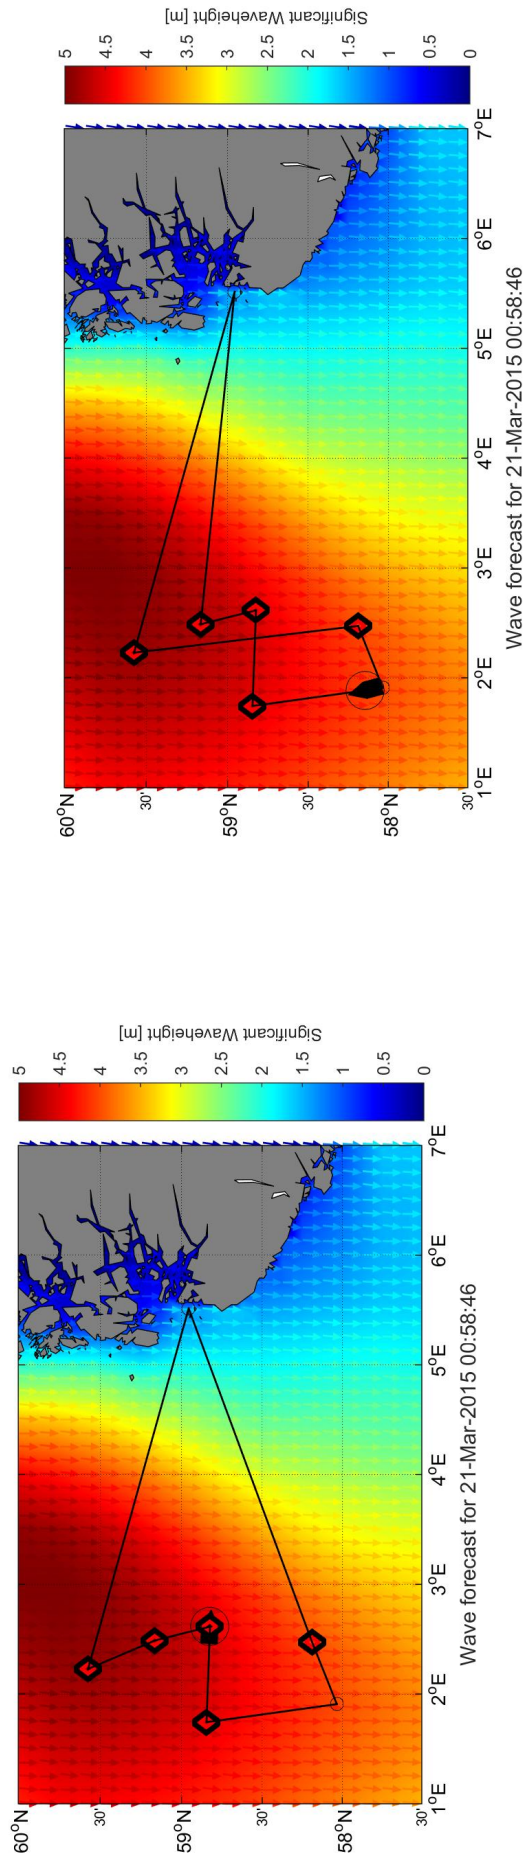 60°N
30'
59°N
30'
58°N
30'
1°E
2°E
3°E
4°E
5°E
6°E
7°E
Wave forecast for 21-Mar-2015 00:58:46
5
4.5
4
3.5
3
2.5
2
1.5
1
0.5
0
Significant Waveheight [m]
60°N
30'
59°N
30'
58°N
30'
1°E
2°E
3°E
4°E
5°E
6°E
7°E
Wave forecast for 21-Mar-2015 00:58:46
5
4.5
4
3.5
3
2.5
2
1.5
1
0.5
0
Significant Waveheight [m]